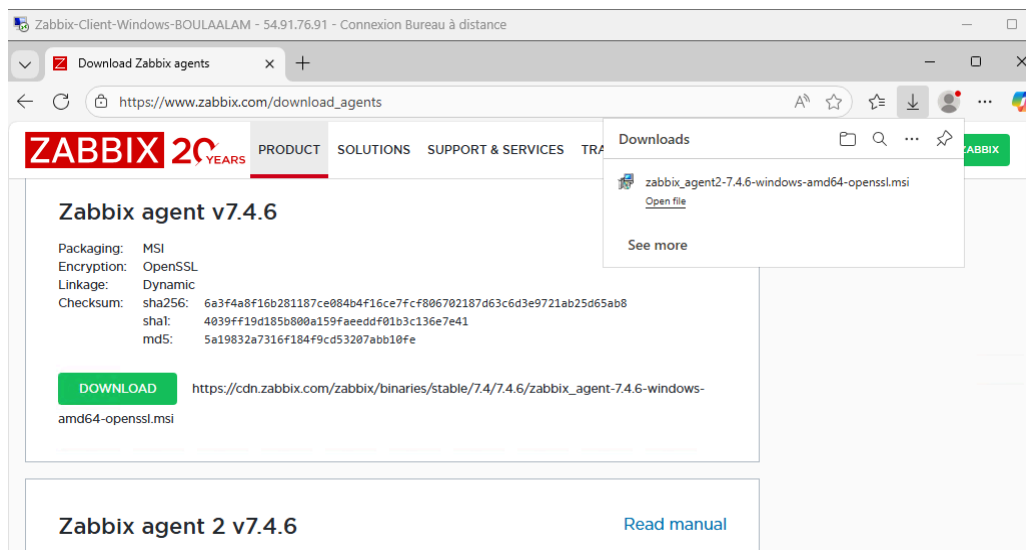 Zabbix-Client-Windows-BOULAALAM - 54.91.76.91 - Connexion Bureau à distance
Download Zabbix agents
https://www.zabbix.com/download_agents
ZABBIX 20 YEARS PRODUCT SOLUTIONS SUPPORT & SERVICES TRA ZABBIX
Downloads
zabbix_agent2-7.4.6-windows-amd64-openssl.msi
Open file
See more
Zabbix agent v7.4.6
Packaging: MSI
Encryption: OpenSSL
Linkage: Dynamic
Checksum: sha256: 6a3f4a8f16b281187ce084b4f16ce7fcf806702187d63c6d3e9721ab25d65ab8
sha1: 4039ff19d185b800a159faeeddf01b3c136e7e41
md5: 5a19832a7316f184f9cd53207abb10fe
DOWNLOAD https://cdn.zabbix.com/zabbix/binaries/stable/7.4/7.4.6/zabbix_agent-7.4.6-windows-
amd64-openssl.msi
Zabbix agent 2 v7.4.6 Read manual